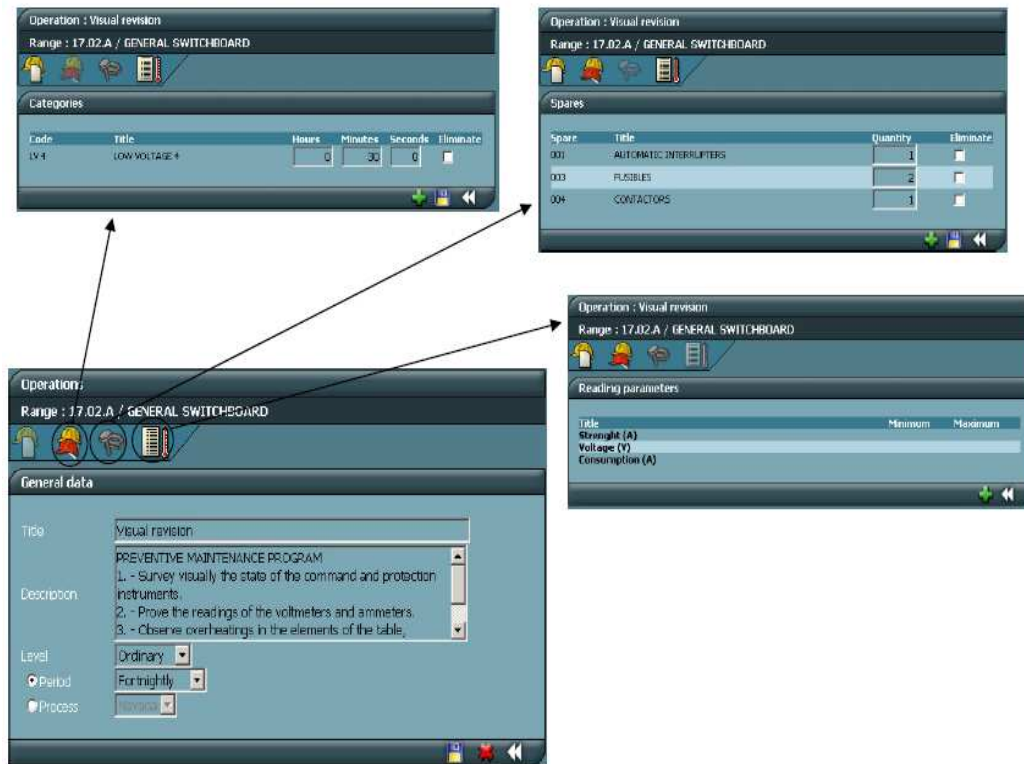 Operation : Visual revision
Range : 17.02.A / GENERAL SWITCHBOARD
Categories
Code Title Hours Minutes Seconds Eliminate
LV 4 LOW VOLTAGE 4 0 30 0
Operation : Visual revision
Range : 17.02.A / GENERAL SWITCHBOARD
Spares
Spare Title Quantity Eliminate
001 AUTOMATIC INTERRUPTERS 1
003 FUSIBLES 2
004 CONTACTORS 1
Operation : Visual revision
Range : 17.02.A / GENERAL SWITCHBOARD
Reading parameters
Title Minimum Maximum
Strenght (A)
Voltage (V)
Consumption (A)
Operations
Range : 17.02.A / GENERAL SWITCHBOARD
General data
Title Visual revision
Description
PREVENTIVE MAINTENANCE PROGRAM
1. - Survey visually the state of the command and protection
instruments.
2. - Prove the readings of the voltmeters and ammeters.
3. - Observe overheatings in the elements of the table,
Level Ordinary
Period Fortnightly
Process